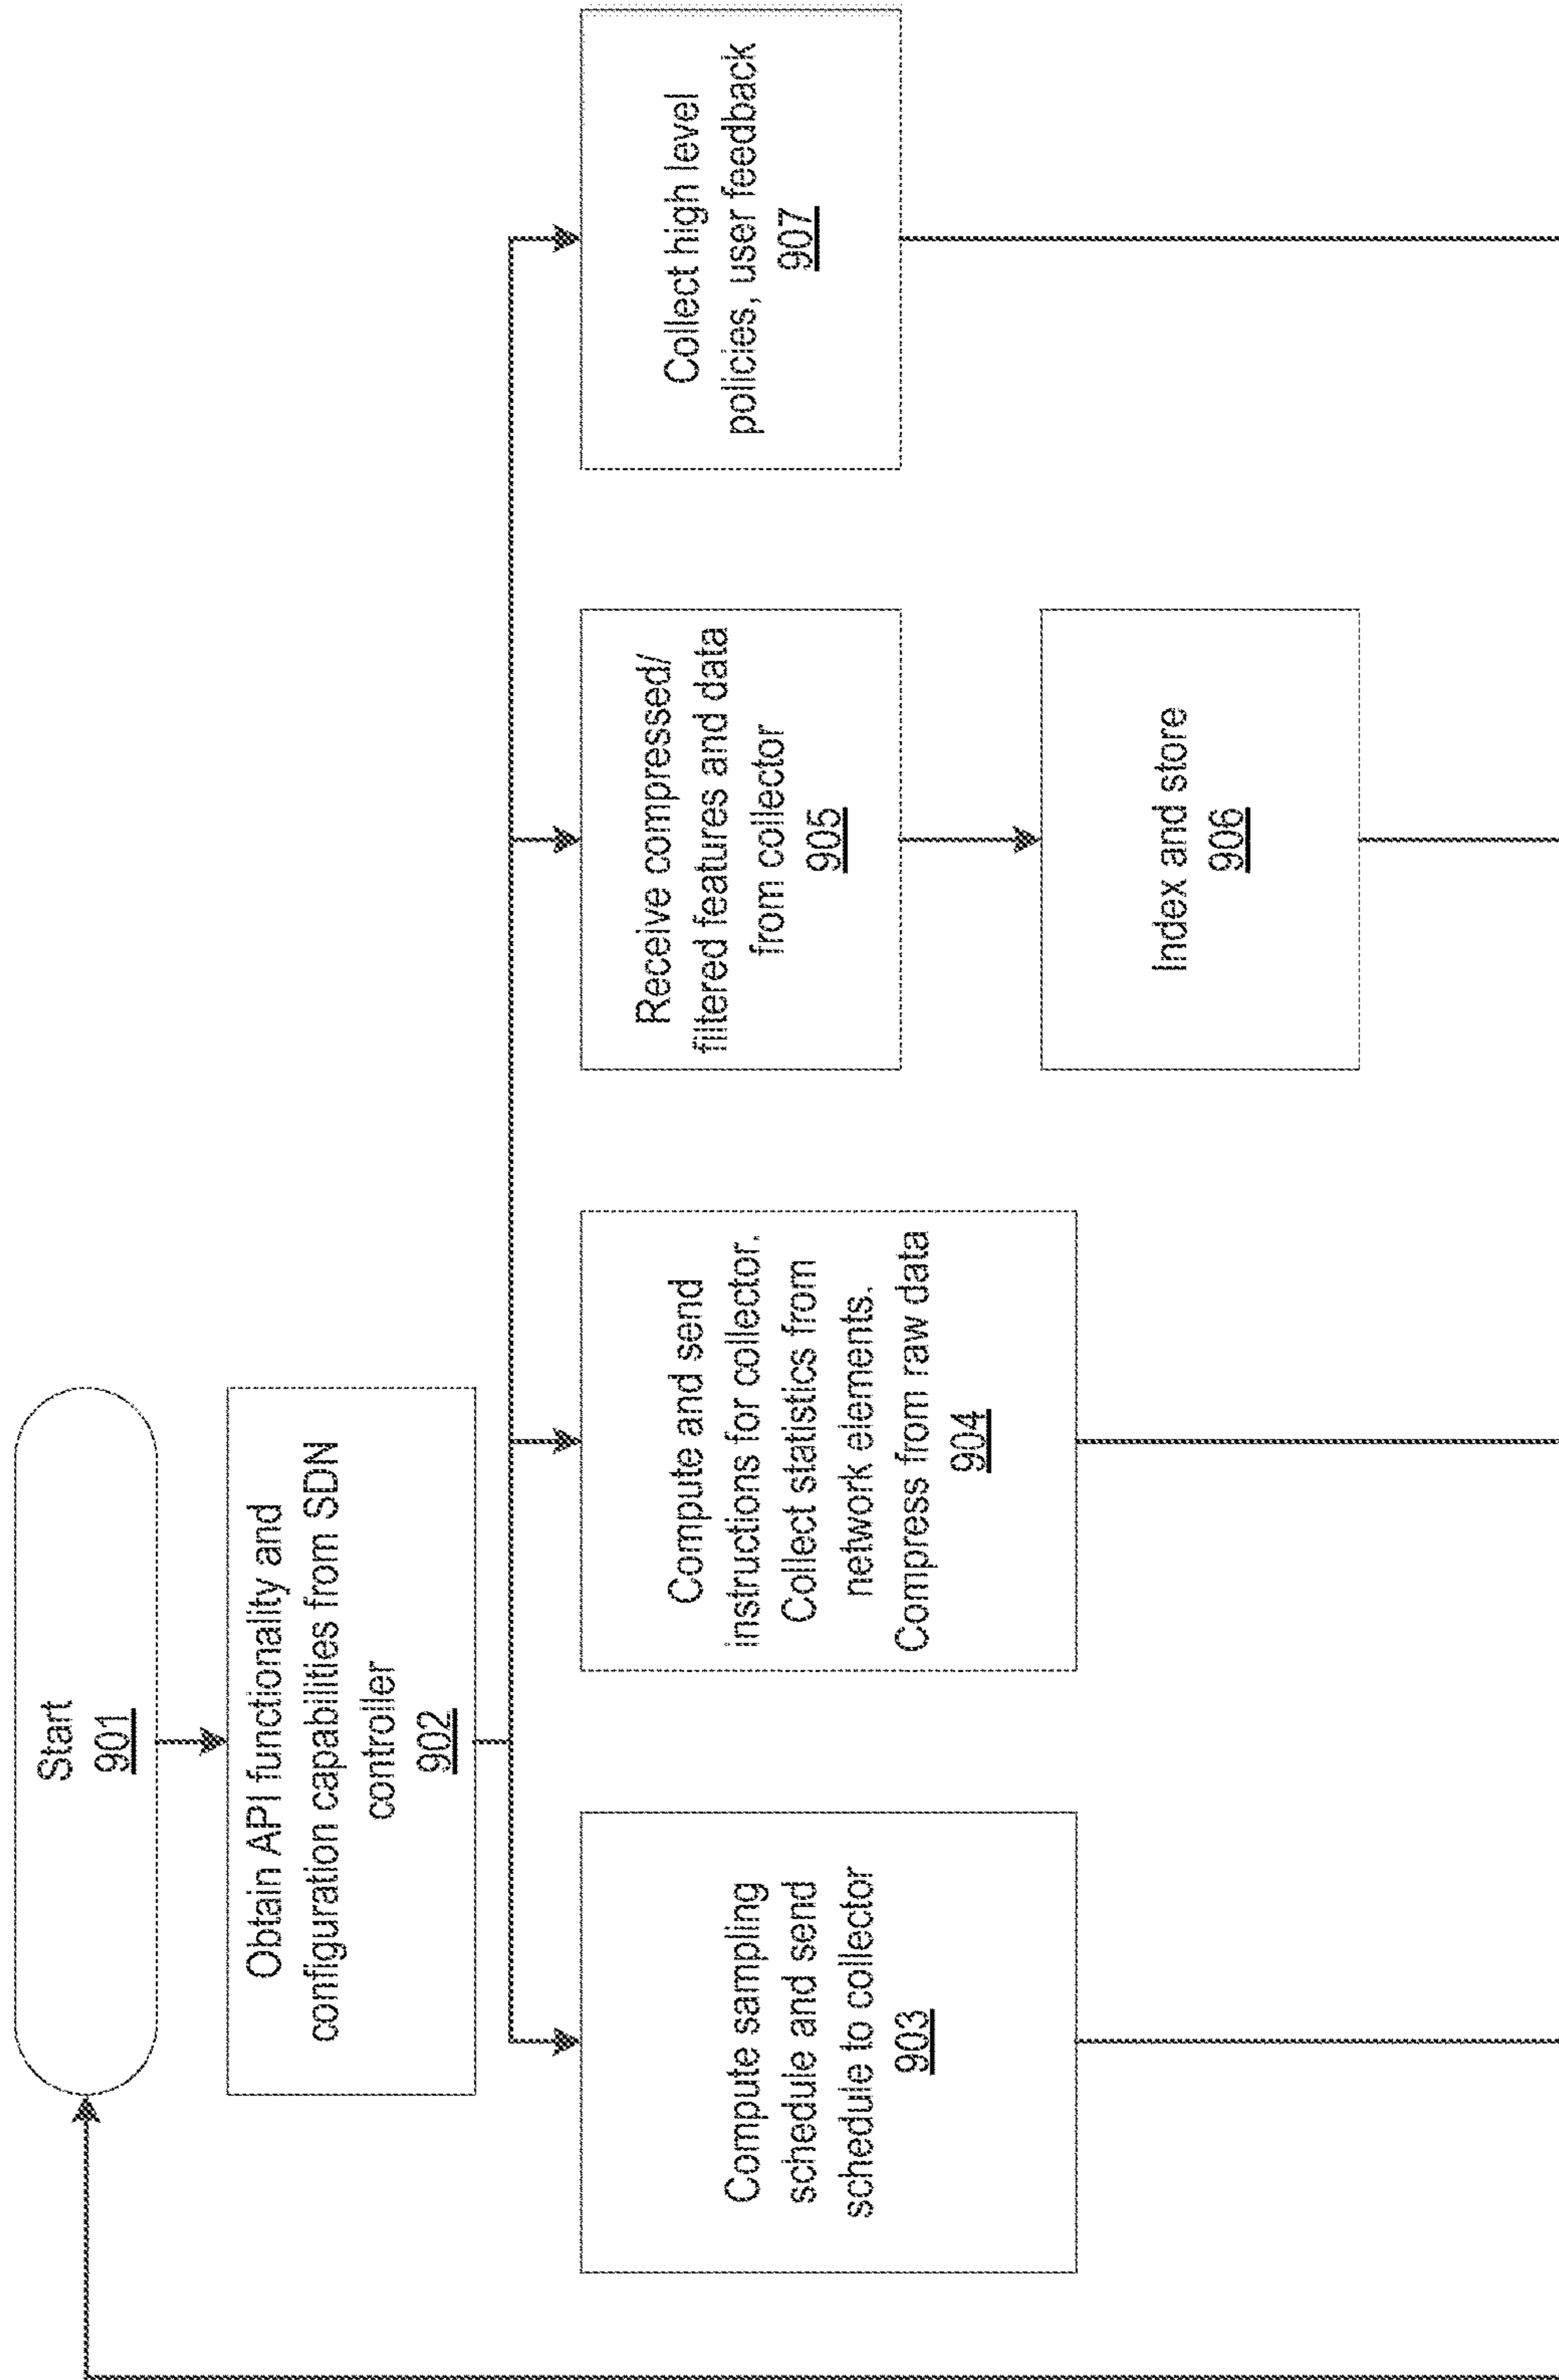 Start
901
Obtain API functionality and
configuration capabilities from SDN
controller
902
Compute sampling
schedule and send
schedule to collector
903
Compute and send
instructions for collector.
Collect statistics from
network elements.
Compress from raw data
904
Receive compressed/
filtered features and data
from collector
905
Index and store
906
Collect high level
policies, user feedback
907